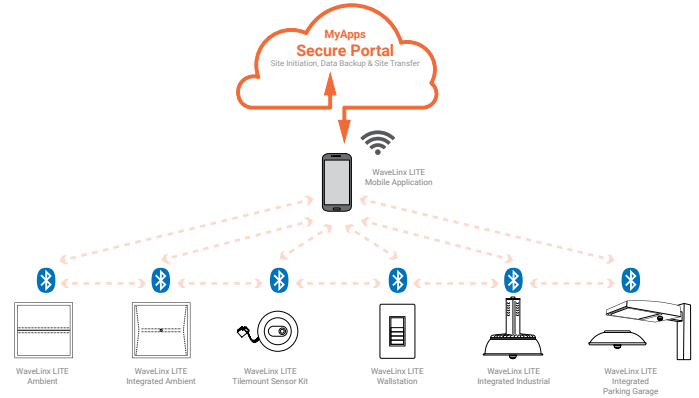 MyApps
Secure Portal
Site Initiation, Data Backup & Site Transfer
WaveLinx LITE
Mobile Application
WaveLinx LITE
Ambient
WaveLinx LITE
Integrated Ambient
WaveLinx LITE
Tilemount Sensor Kit
WaveLinx LITE
Wallstation
WaveLinx LITE
Integrated Industrial
WaveLinx LITE
Integrated
Parking Garage